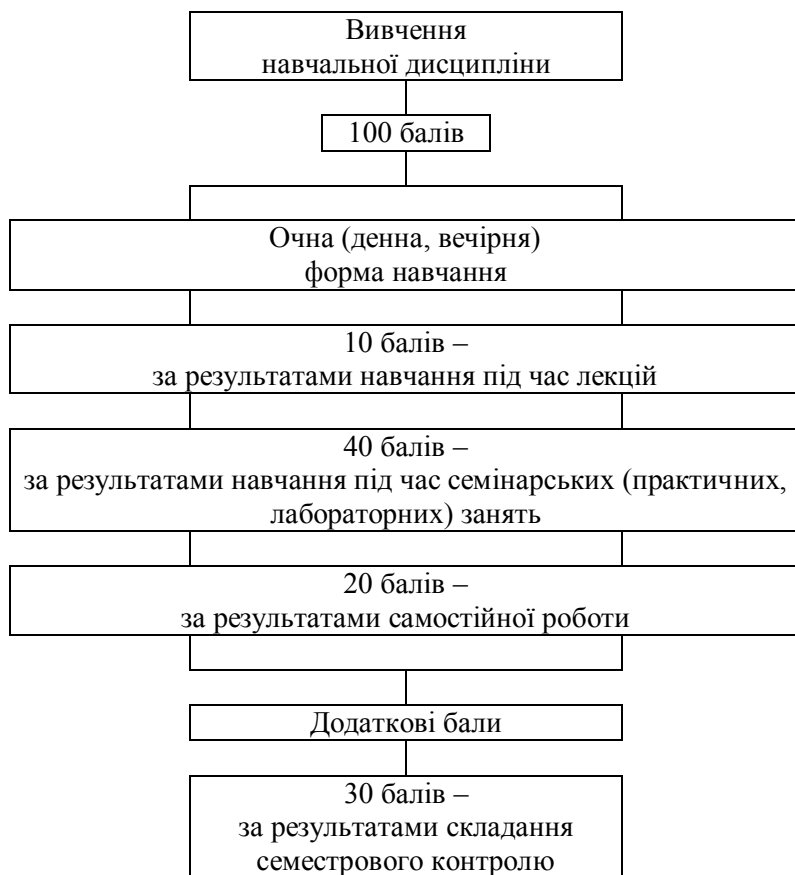 Вивчення
навчальної дисципліни
100 балів
Очна (денна, вечірня)
форма навчання
10 балів –
за результатами навчання під час лекцій
40 балів –
за результатами навчання під час семінарських (практичних,
лабораторних) занять
20 балів –
за результатами самостійної роботи
Додаткові бали
30 балів –
за результатами складання
семестрового контролю